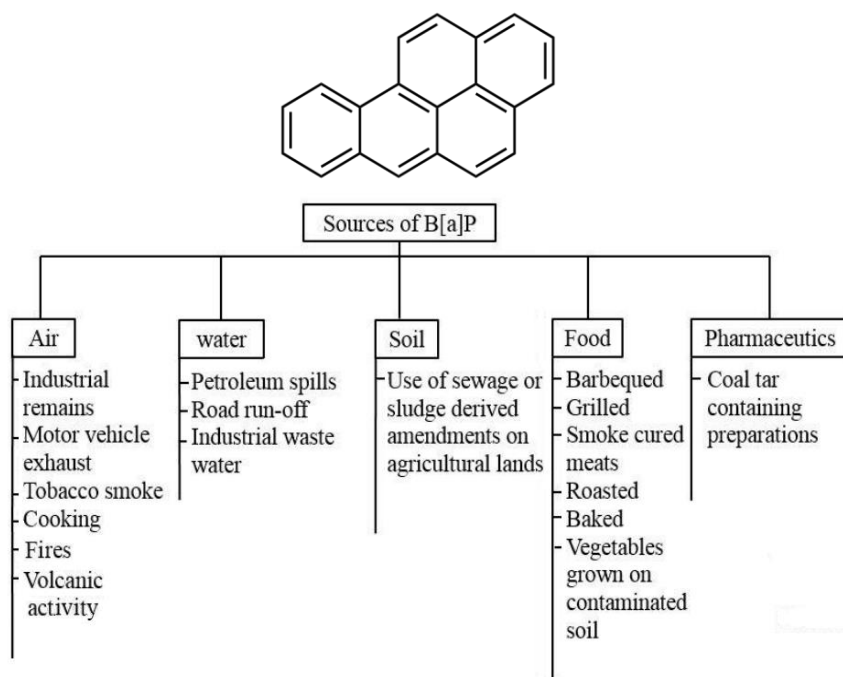 Sources of B[a]P
Air
Industrial
remains
Motor vehicle
exhaust
Tobacco smoke
Cooking
Fires
Volcanic
activity
water
Petroleum spills
Road run-off
Industrial waste
water
Soil
Use of sewage or
sludge derived
amendments on
agricultural lands
Food
Barbequed
Grilled
Smoke cured
meats
Roasted
Baked
Vegetables
grown on
contaminated
soil
Pharmaceutics
Coal tar
containing
preparations